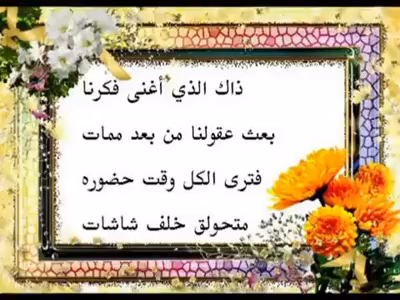 ذاك الذي أغنى فكرنا
بعث عقولنا من بعد ممات
فترى الكل وقت حضوره
متحولق خلف شاشات